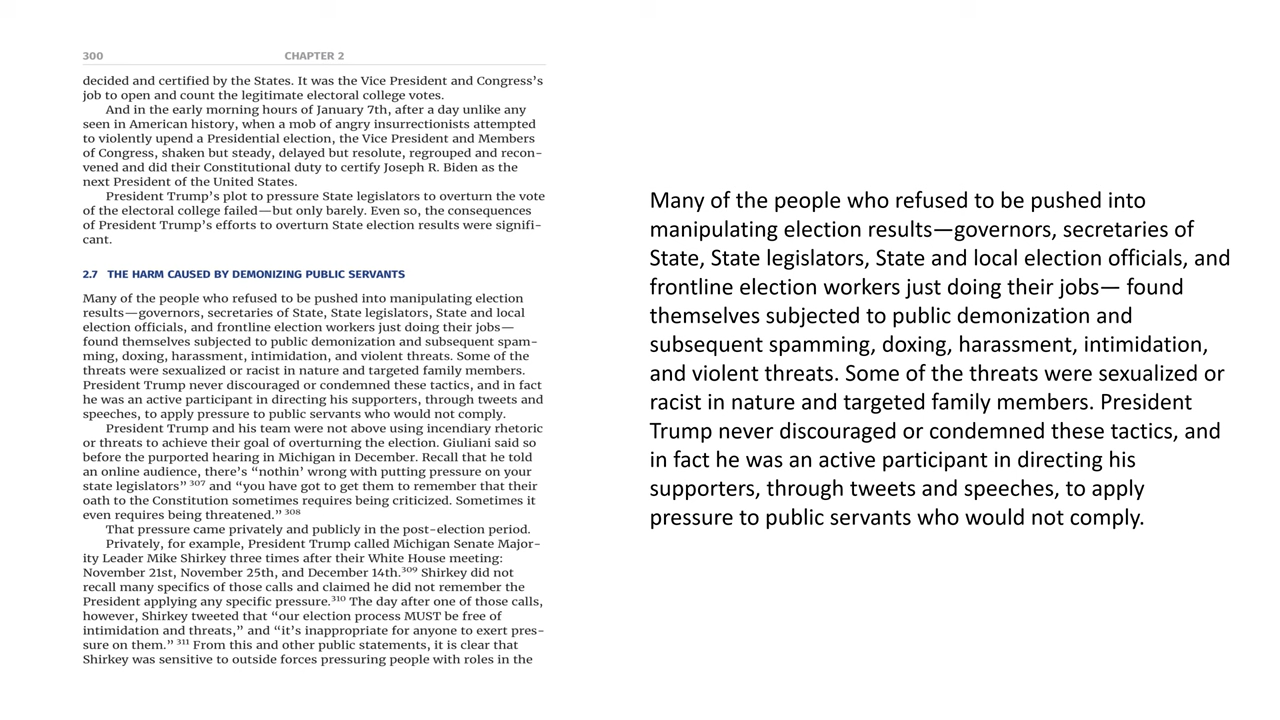 300 CHAPTER 2
decided and certified by the States. It was the Vice President and Congress's
job to open and count the legitimate electoral college votes.
And in the early morning hours of January 7th, after a day unlike any
seen in American history, when a mob of angry insurrectionists attempted
to violently upend a Presidential election, the Vice President and Members
of Congress, shaken but steady, delayed but resolute, regrouped and recon-
vened and did their Constitutional duty to certify Joseph R. Biden as the
next President of the United States.
President Trump's plot to pressure State legislators to overturn the vote
of the electoral college failed—but only barely. Even so, the consequences
of President Trump's efforts to overturn State election results were signifi-
cant.
2.7 THE HARM CAUSED BY DEMONIZING PUBLIC SERVANTS
Many of the people who refused to be pushed into manipulating election
results—governors, secretaries of State, State legislators, State and local
election officials, and frontline election workers just doing their jobs—
found themselves subjected to public demonization and subsequent spam-
ming, doxing, harassment, intimidation, and violent threats. Some of the
threats were sexualized or racist in nature and targeted family members.
President Trump never discouraged or condemned these tactics, and in fact
he was an active participant in directing his supporters, through tweets and
speeches, to apply pressure to public servants who would not comply.
President Trump and his team were not above using incendiary rhetoric
or threats to achieve their goal of overturning the election. Giuliani said so
before the purported hearing in Michigan in December. Recall that he told
an online audience, there's "nothin' wrong with putting pressure on your
state legislators" 307 and "you have got to get them to remember that their
oath to the Constitution sometimes requires being criticized. Sometimes it
even requires being threatened." 308
That pressure came privately and publicly in the post-election period.
Privately, for example, President Trump called Michigan Senate Major-
ity Leader Mike Shirkey three times after their White House meeting:
November 21st, November 25th, and December 14th.309 Shirkey did not
recall many specifics of those calls and claimed he did not remember the
President applying any specific pressure.310 The day after one of those calls,
however, Shirkey tweeted that "our election process MUST be free of
intimidation and threats," and "it's inappropriate for anyone to exert pres-
sure on them." 311 From this and other public statements, it is clear that
Shirkey was sensitive to outside forces pressuring people with roles in the
Many of the people who refused to be pushed into
manipulating election results—governors, secretaries of
State, State legislators, State and local election officials, and
frontline election workers just doing their jobs— found
themselves subjected to public demonization and
subsequent spamming, doxing, harassment, intimidation,
and violent threats. Some of the threats were sexualized or
racist in nature and targeted family members. President
Trump never discouraged or condemned these tactics, and
in fact he was an active participant in directing his
supporters, through tweets and speeches, to apply
pressure to public servants who would not comply.